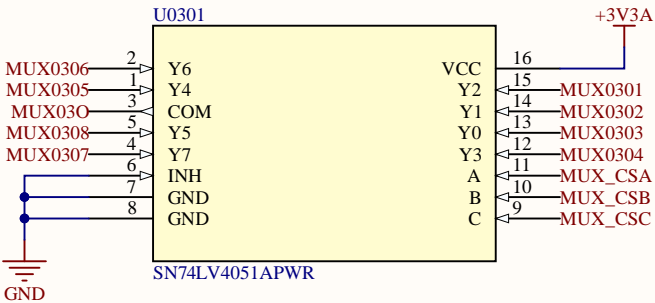 U0301
+3V3A
MUX0306 2 Y6 VCC 16
MUX0305 1 Y4 Y2 15 MUX0301
MUX03O 3 COM Y1 14 MUX0302
MUX0308 5 Y5 Y0 13 MUX0303
MUX0307 4 Y7 Y3 12 MUX0304
6 INH A 11 MUX_CSA
7 GND B 10 MUX_CSB
8 GND C 9 MUX_CSC
SN74LV4051APWR
GND